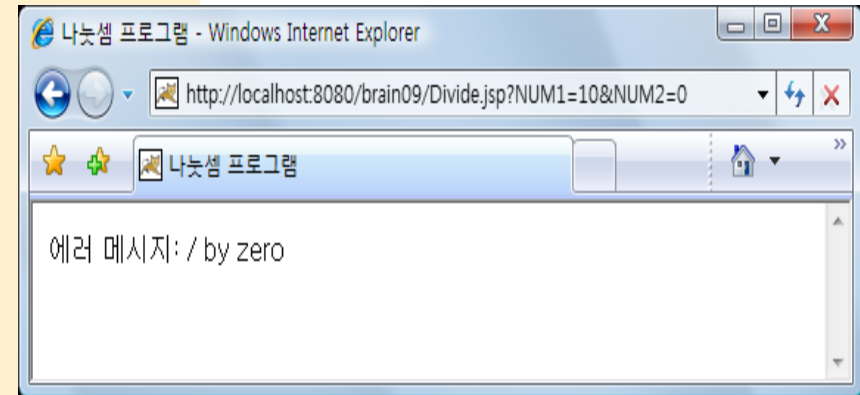 나눗셈 프로그램 - Windows Internet Explorer
http://localhost:8080/brain09/Divide.jsp?NUM1=10&NUM2=0
나눗셈 프로그램
에러 메시지: / by zero